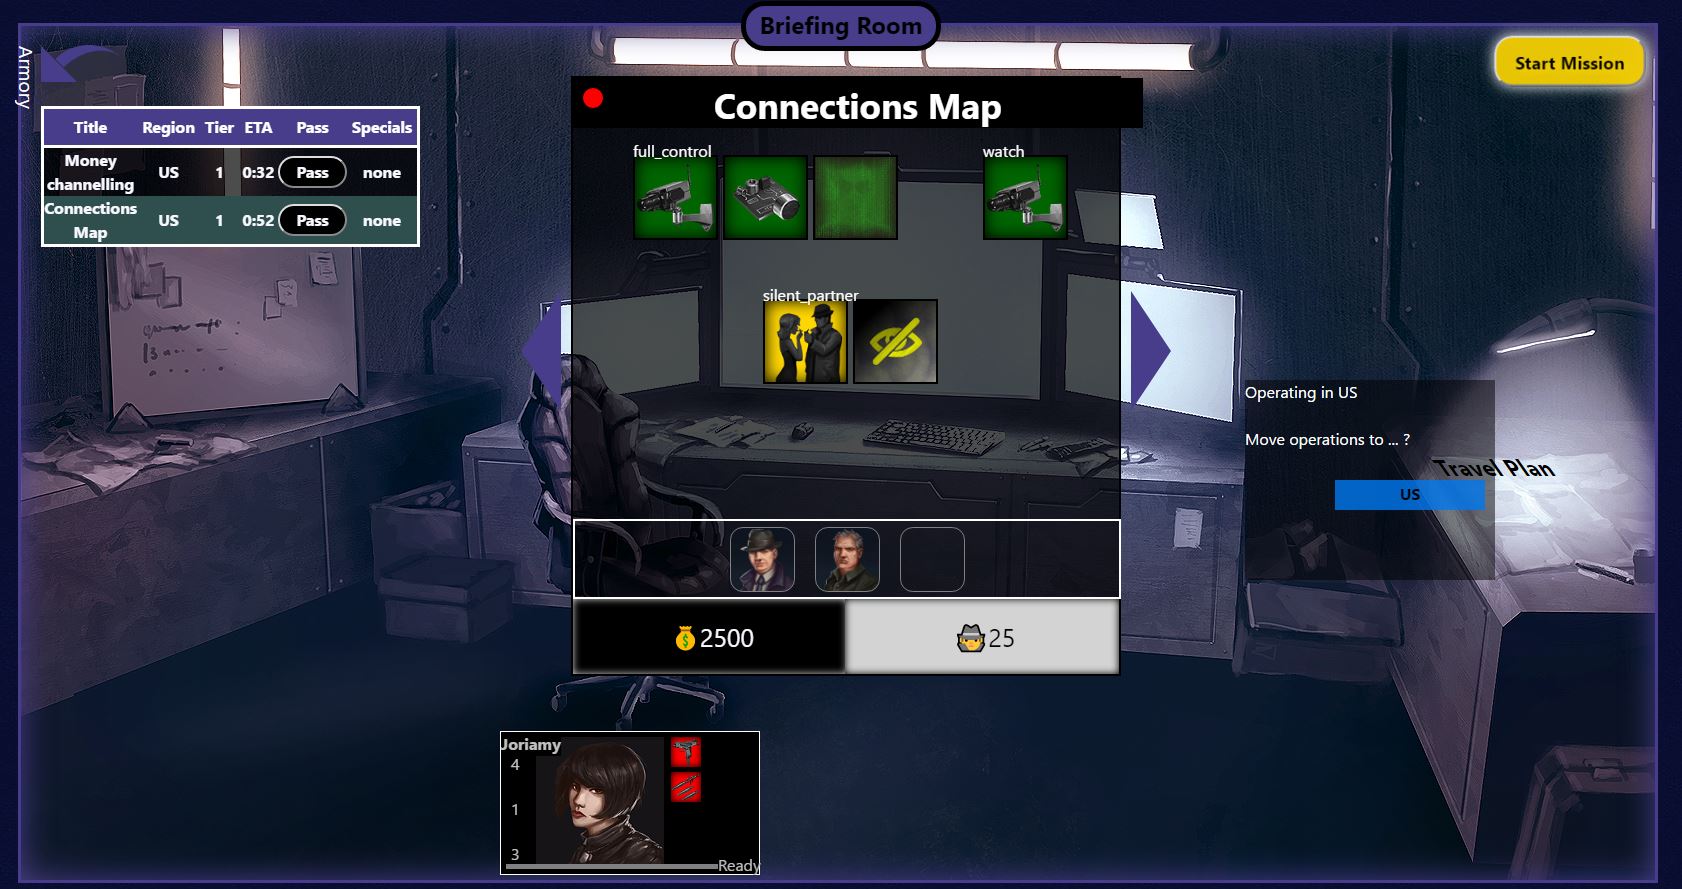 Briefing Room
Armory
Start Mission
Title Region Tier ETA Pass Specials
Money
channelling US 1 0:32 Pass none
Connections
Map US 1 0:52 Pass none
Connections Map
full_control watch
silent_partner
2500 25
Operating in US
Move operations to ... ?
Travel Plan
US
Joriamy
4
1
3
Ready